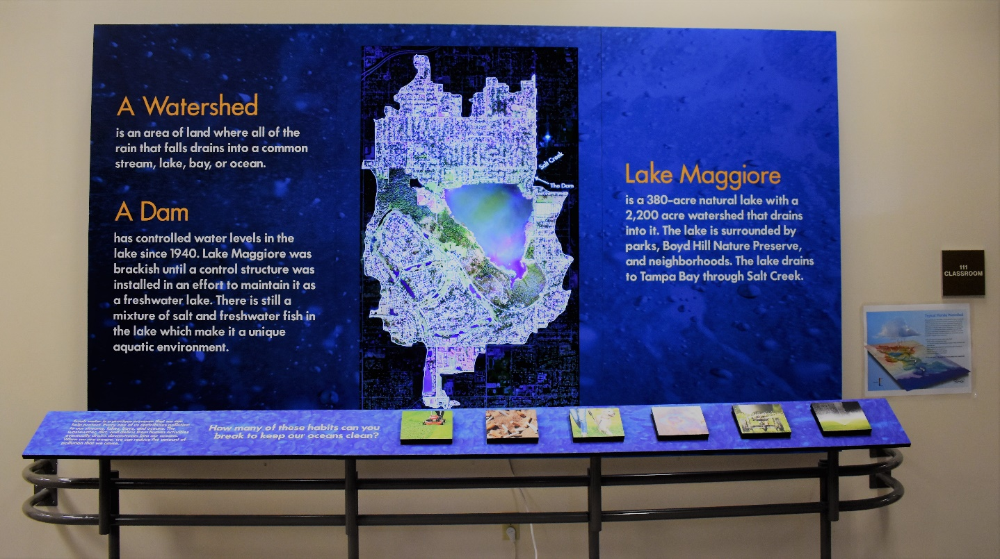 A Watershed
is an area of land where all of the
rain that falls drains into a common
stream, lake, bay, or ocean.
A Dam
has controlled water levels in the
lake since 1940. Lake Maggiore was
brackish until a control structure was
installed in an effort to maintain it as
a freshwater lake. There is still a
mixture of salt and freshwater fish in
the lake which make it a unique
aquatic environment.
Salt Creek
The Dam
Lake Maggiore
is a 380-acre natural lake with a
2,200 acre watershed that drains
into it. The lake is surrounded by
parks, Boyd Hill Nature Preserve,
and neighborhoods. The lake drains
to Tampa Bay through Salt Creek.
111
CLASSROOM
Fresh water is a precious resource that we can
help protect. Every one of us contributes pollution
to our streams, lakes, bays, and oceans. The
wastewater, dirt, and debris from human activities
eventually drains downstream into our oceans.
When we are aware, we can reduce the amount of
pollution that we cause.
How many of these habits can you
break to keep our oceans clean?